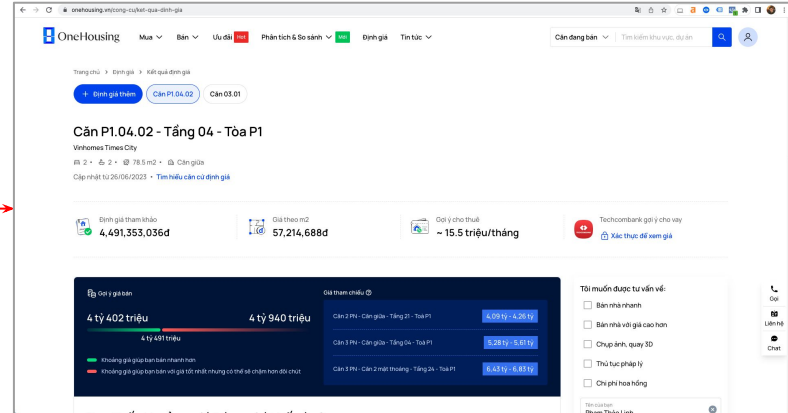 onehousing.vn/cong-cu/ket-qua-dinh-gia
OneHousing Mua Bán Ưu đãi Hot Phân tích & So sánh Mới Định giá Tin tức Căn đang bán Tìm kiếm khu vực, dự án
Trang chủ Định giá Kết quả định giá
+ Định giá thêm Căn P1.04.02 Căn 03.01
Căn P1.04.02 - Tầng 04 - Tòa P1
Vinhomes Times City
2 • 2 • 78.5 m2 • Căn giữa
Cập nhật từ 26/06/2023 • Tìm hiểu căn cứ định giá
Định giá tham khảo
4,491,353,036đ
Giá theo m2
57,214,688đ
Gợi ý cho thuê
~ 15.5 triệu/tháng
Techcombank gợi ý cho vay
Xác thực để xem giá
Gợi ý giá bán
4 tỷ 402 triệu 4 tỷ 940 triệu
4 tỷ 491 triệu
Khoảng giá giúp bạn bán nhanh hơn
Khoảng giá giúp bạn bán với giá tốt nhất nhưng có thể sẽ chậm hơn đôi chút
Giá tham chiếu
Căn 2 PN - Căn giữa - Tầng 21 - Toà P1 4,09 tỷ - 4,26 tỷ
Căn 3 PN - Căn giữa - Tầng 04 - Toà P1 5,28 tỷ - 5,61 tỷ
Căn 3 PN - Căn 2 mặt thoáng - Tầng 24 - Toà P1 6,43 tỷ - 6,83 tỷ
Tôi muốn được tư vấn về:
Bán nhà nhanh
Bán nhà với giá cao hơn
Chụp ảnh, quay 3D
Thủ tục pháp lý
Chi phí hoa hồng
Tên của bạn
Phạm Thảo Linh
Gọi
Liên hệ
Chat